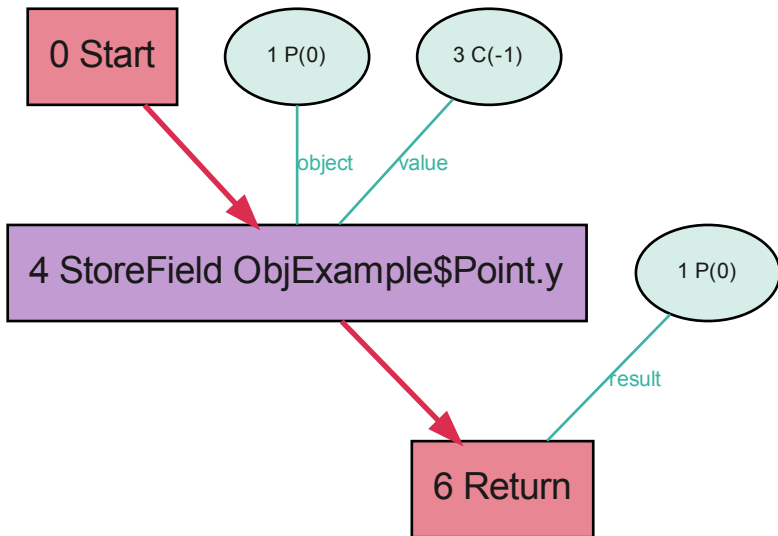 0 Start
1 P(0)
3 C(-1)
object
value
4 StoreField ObjExample$Point.y
1 P(0)
result
6 Return